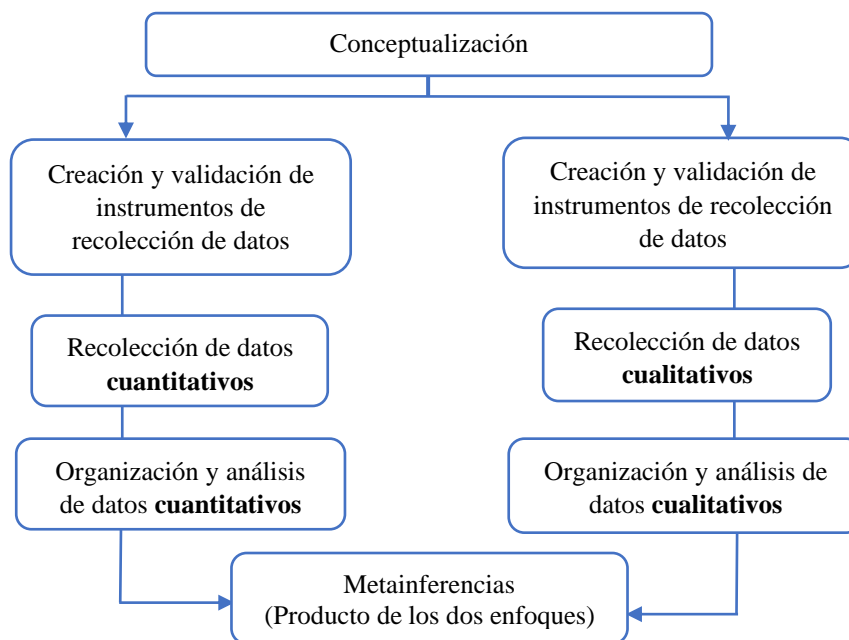 Conceptualización
Creación y validación de
instrumentos de
recolección de datos
Creación y validación de
instrumentos de recolección
de datos
Recolección de datos
cuantitativos
Recolección de datos
cualitativos
Organización y análisis
de datos cuantitativos
Organización y análisis de
datos cualitativos
Metainferencias
(Producto de los dos enfoques)